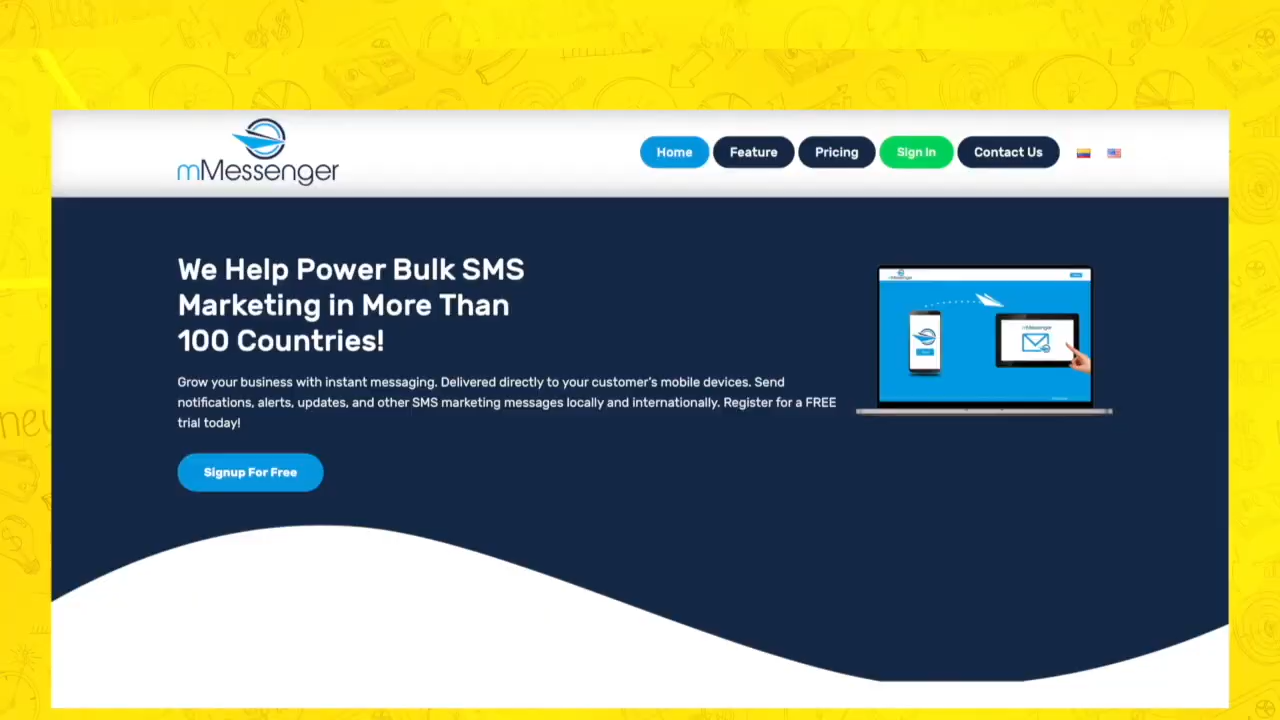 mMessenger
Home
Feature
Pricing
Sign In
Contact Us
We Help Power Bulk SMS
Marketing in More Than
100 Countries!
Grow your business with instant messaging. Delivered directly to your customer's mobile devices. Send
notifications, alerts, updates, and other SMS marketing messages locally and internationally. Register for a FREE
trial today!
Signup For Free
mMessenger